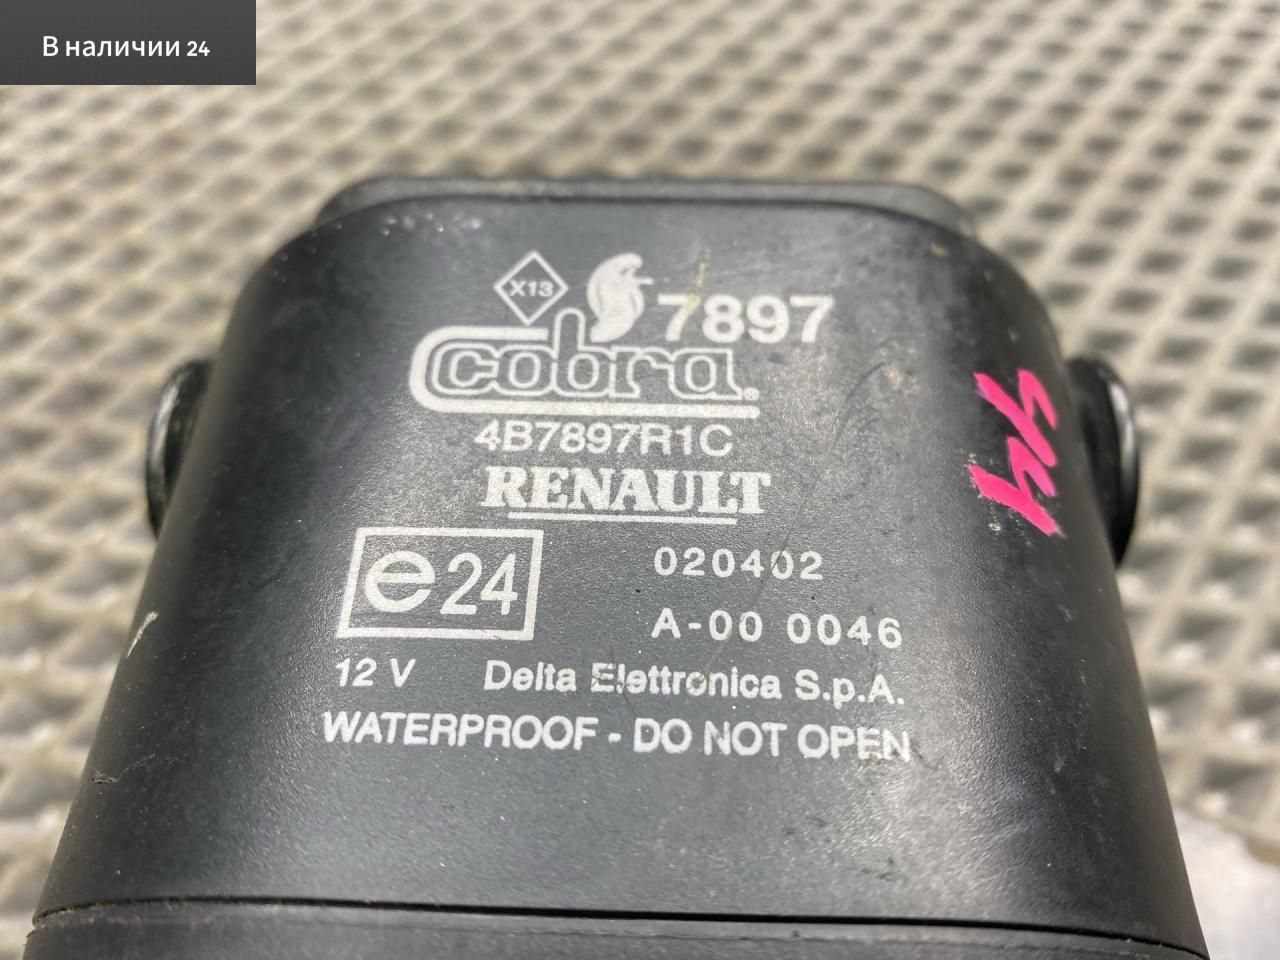 В наличии 24
X13
7897
cobra
4B7897R1C
RENAULT
e24
020402
A-00 0046
12 V Delta Elettronica S.p.A.
WATERPROOF - DO NOT OPEN